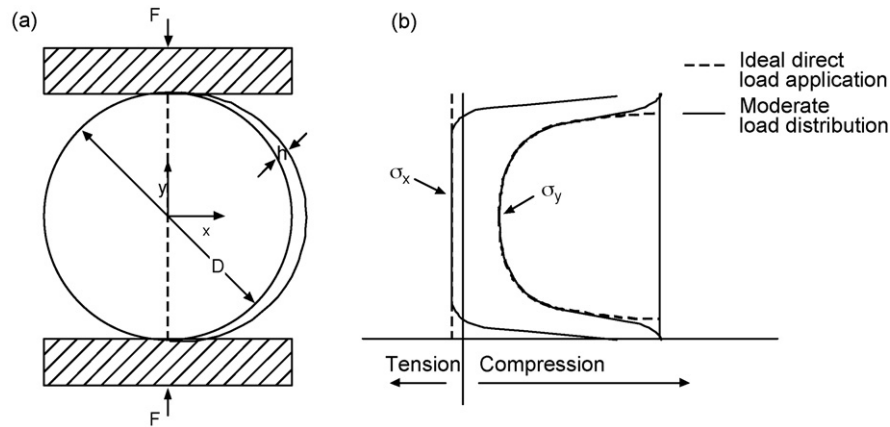 (a)
F
h
y
x
D
F
(b)
Ideal direct
load application
Moderate
load distribution
σx
σy
Tension
Compression